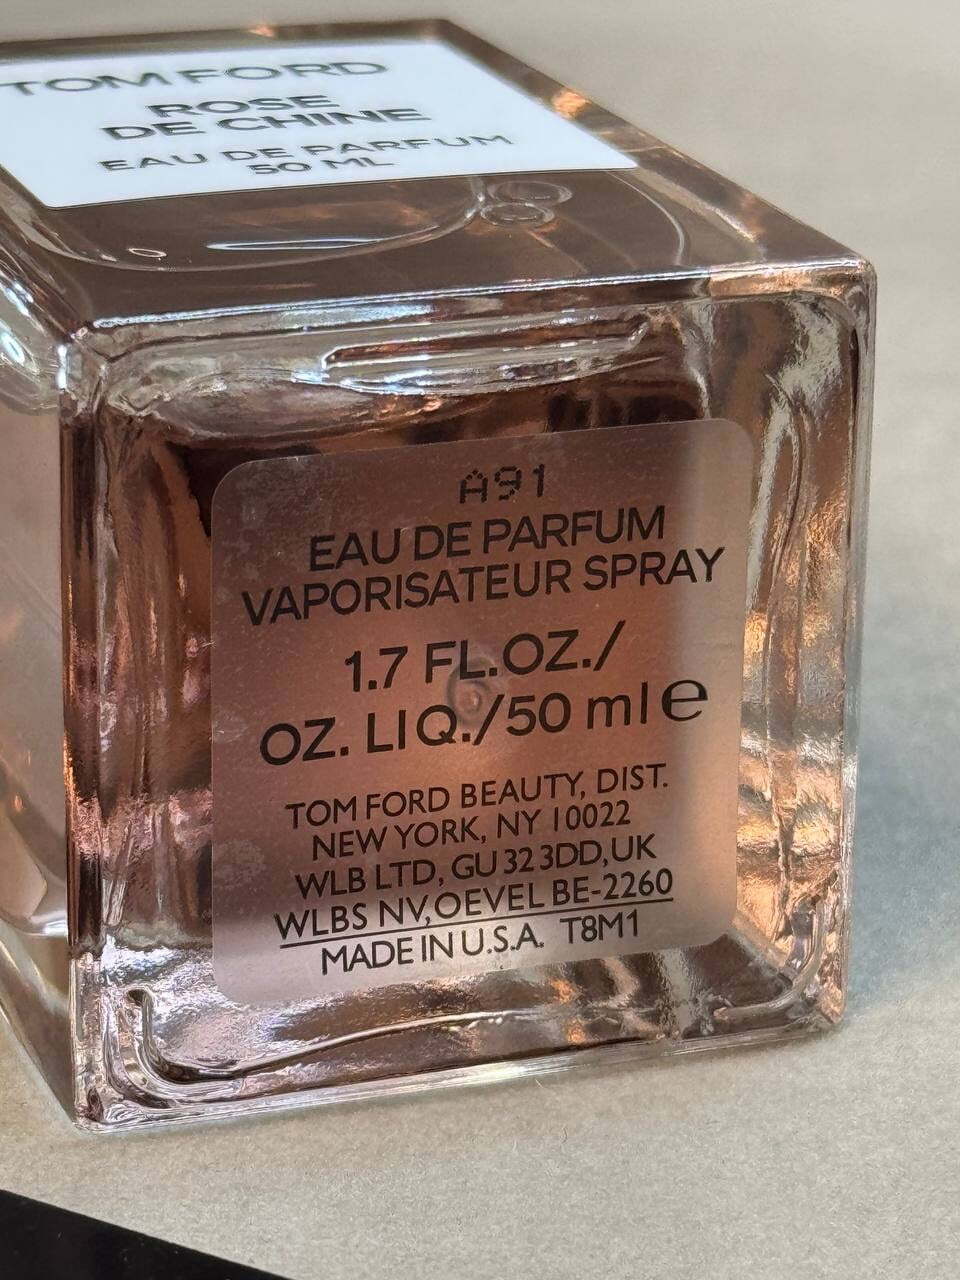 TOM FORD
ROSE
DE CHINE
EAU DE PARFUM
50 ML
A91
EAU DE PARFUM
VAPORISATEUR SPRAY
1.7 FL.OZ./
OZ. LIQ./50 ml e
TOM FORD BEAUTY, DIST.
NEW YORK, NY 10022
WLB LTD, GU32 3DD,UK
WLBS NV,OEVEL BE-2260
MADE IN U.S.A. T8M1